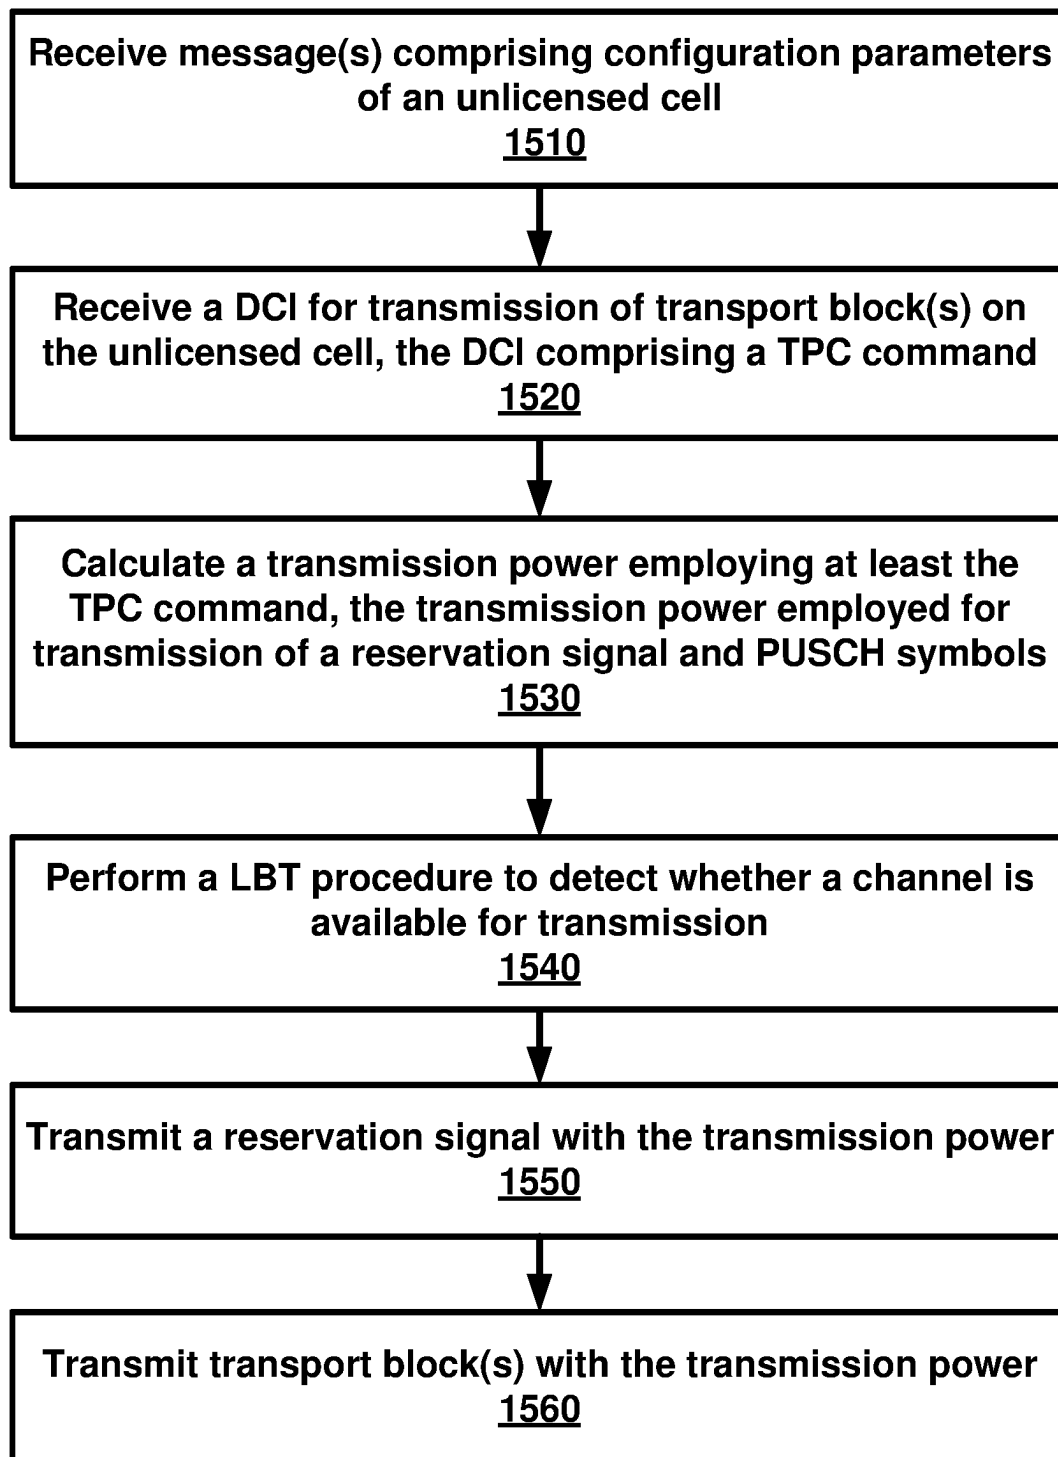 Receive message(s) comprising configuration parameters
of an unlicensed cell
1510
Receive a DCI for transmission of transport block(s) on
the unlicensed cell, the DCI comprising a TPC command
1520
Calculate a transmission power employing at least the
TPC command, the transmission power employed for
transmission of a reservation signal and PUSCH symbols
1530
Perform a LBT procedure to detect whether a channel is
available for transmission
1540
Transmit a reservation signal with the transmission power
1550
Transmit transport block(s) with the transmission power
1560